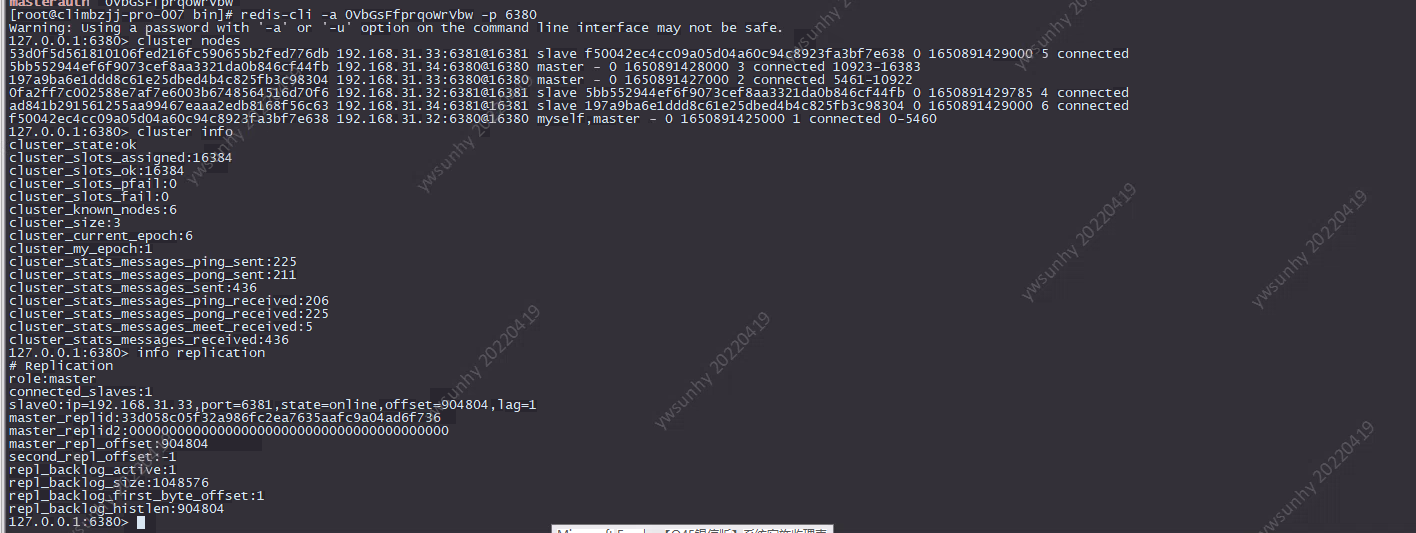 masterauth "OVbGsFfprqoWrVbw"
[root@climbzjj-pro-007 bin]# redis-cli -a OVbGsFfprqoWrVbw -p 6380
Warning: Using a password with '-a' or '-u' option on the command line interface may not be safe.
127.0.0.1:6380> cluster nodes
53d0f5d561810106fed216fc590655b2fed776db 192.168.31.33:6381@16381 slave f50042ec4cc09a05d04a60c94c8923fa3bf7e638 0 1650891429000 5 connected
5bb552944ef6f9073cef8aa3321da0b846cf44fb 192.168.31.34:6380@16380 master - 0 1650891428000 3 connected 10923-16383
197a9ba6e1ddd8c61e25dbed4b4c825fb3c98304 192.168.31.33:6380@16380 master - 0 1650891427000 2 connected 5461-10922
0fa2ff7c002588e7af7e6003b6748564516d70f6 192.168.31.32:6381@16381 slave 5bb552944ef6f9073cef8aa3321da0b846cf44fb 0 1650891429785 4 connected
ad841b291561255aa99467eaaa2edb8168f56c63 192.168.31.34:6381@16381 slave 197a9ba6e1ddd8c61e25dbed4b4c825fb3c98304 0 1650891429000 6 connected
f50042ec4cc09a05d04a60c94c8923fa3bf7e638 192.168.31.32:6380@16380 myself,master - 0 1650891425000 1 connected 0-5460
127.0.0.1:6380> cluster info
cluster_state:ok
cluster_slots_assigned:16384
cluster_slots_ok:16384
cluster_slots_pfail:0
cluster_slots_fail:0
cluster_known_nodes:6
cluster_size:3
cluster_current_epoch:6
cluster_my_epoch:1
cluster_stats_messages_ping_sent:225
cluster_stats_messages_pong_sent:211
cluster_stats_messages_sent:436
cluster_stats_messages_ping_received:206
cluster_stats_messages_pong_received:225
cluster_stats_messages_meet_received:5
cluster_stats_messages_received:436
127.0.0.1:6380> info replication
# Replication
role:master
connected_slaves:1
slave0:ip=192.168.31.33,port=6381,state=online,offset=904804,lag=1
master_replid:33d058c05f32a986fc2ea7635aafc9a04ad6f736
master_replid2:0000000000000000000000000000000000000000
master_repl_offset:904804
second_repl_offset:-1
repl_backlog_active:1
repl_backlog_size:1048576
repl_backlog_first_byte_offset:1
repl_backlog_histlen:904804
127.0.0.1:6380>
ywsunhy 20220419
ywsunhy 20220419
ywsunhy 20220419
ywsunhy 20220419
ywsunhy 20220419
ywsunhy 20220419
ywsunhy 20220419